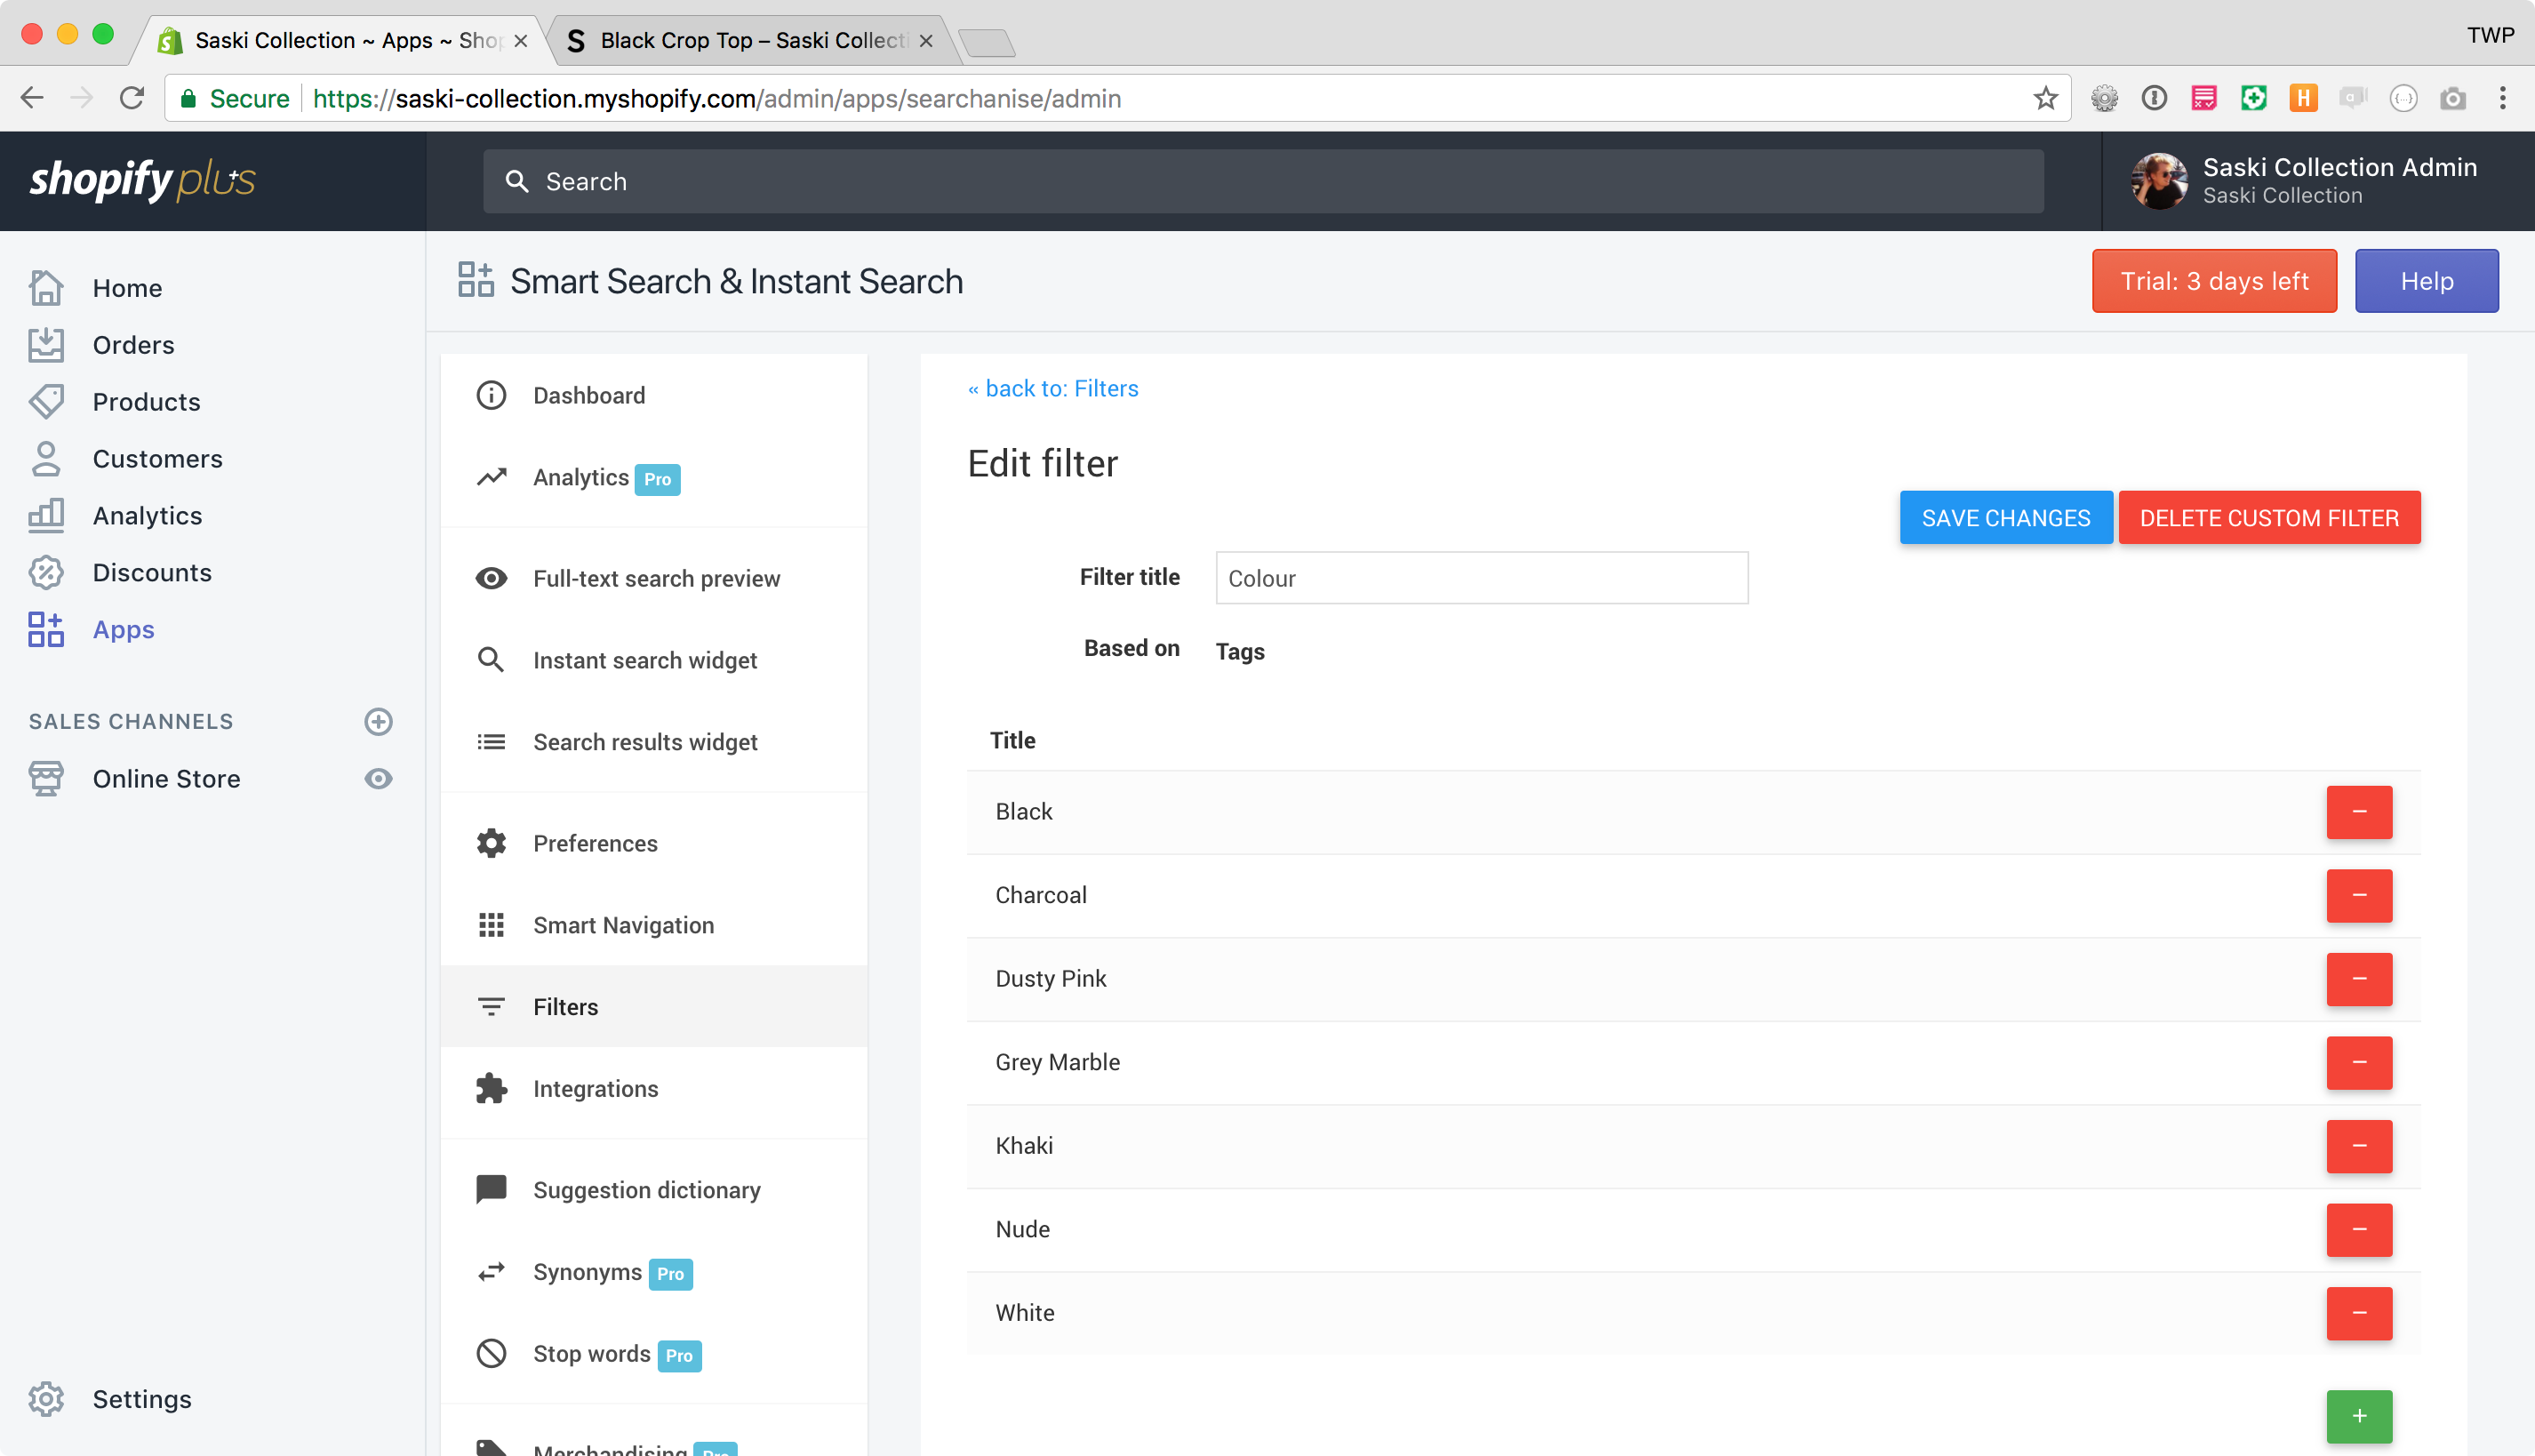 Saski Collection ~ Apps ~ Shop
Black Crop Top – Saski Collecti
TWP
Secure
https://saski-collection.myshopify.com/admin/apps/searchanise/admin
shopify plus
Search
Saski Collection Admin
Saski Collection
Home
Orders
Products
Customers
Analytics
Discounts
Apps
SALES CHANNELS
Online Store
Settings
Smart Search & Instant Search
Trial: 3 days left
Help
Dashboard
Analytics Pro
Full-text search preview
Instant search widget
Search results widget
Preferences
Smart Navigation
Filters
Integrations
Suggestion dictionary
Synonyms Pro
Stop words Pro
Merchandising Pro
« back to: Filters
Edit filter
SAVE CHANGES
DELETE CUSTOM FILTER
Filter title
Colour
Based on
Tags
Title
Black
Charcoal
Dusty Pink
Grey Marble
Khaki
Nude
White